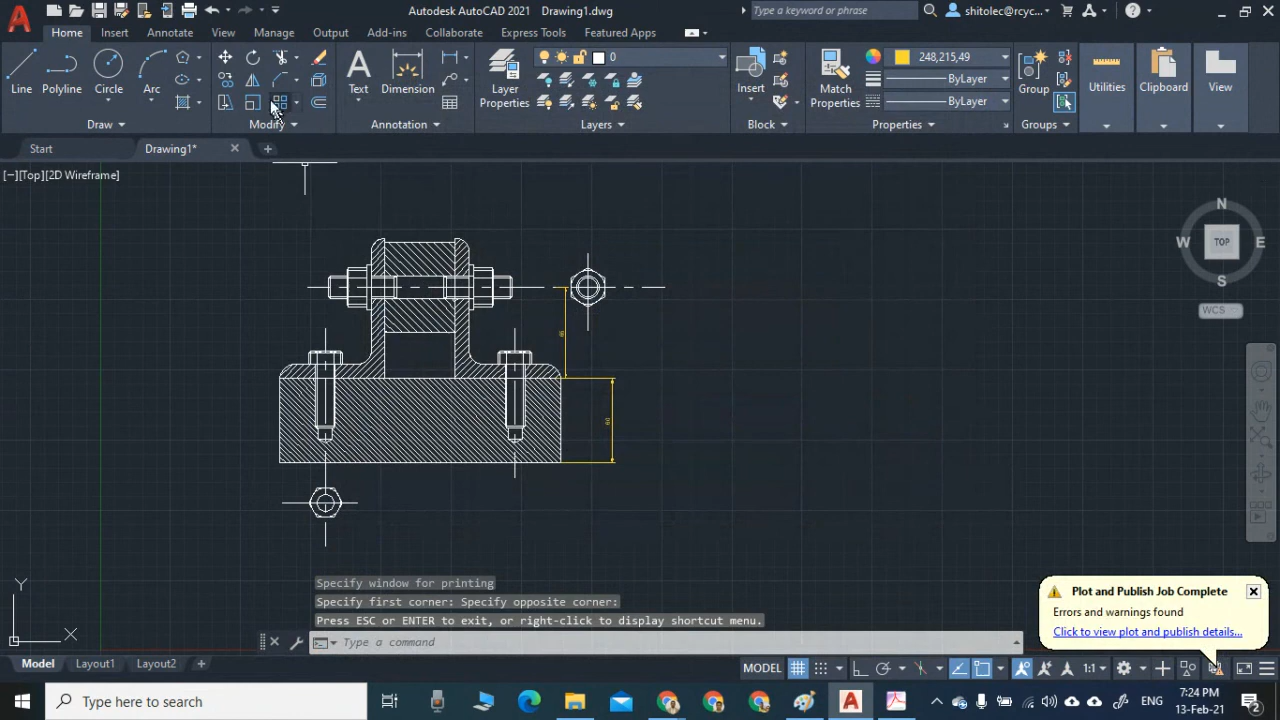 Autodesk AutoCAD 2021 Drawing1.dwg
Type a keyword or phrase
shitolec@rcyc...
Home Insert Annotate View Manage Output Add-ins Collaborate Express Tools Featured Apps
0
248,215,49
ByLayer
ByLayer
Line Polyline Circle Arc
Text Dimension
Layer Properties
Insert
Match Properties
Group
Utilities
Clipboard
View
Draw Modify Annotation Layers Block Properties Groups
Start Drawing1*
[−][Top][2D Wireframe]
N
W TOP E
S
WCS
60
Y
X
Specify window for printing
Specify first corner: Specify opposite corner:
Press ESC or ENTER to exit, or right-click to display shortcut menu.
Type a command
Plot and Publish Job Complete
Errors and warnings found
Click to view plot and publish details...
Model Layout1 Layout2
MODEL 1:1
Type here to search
ENG
7:24 PM
13-Feb-21
2